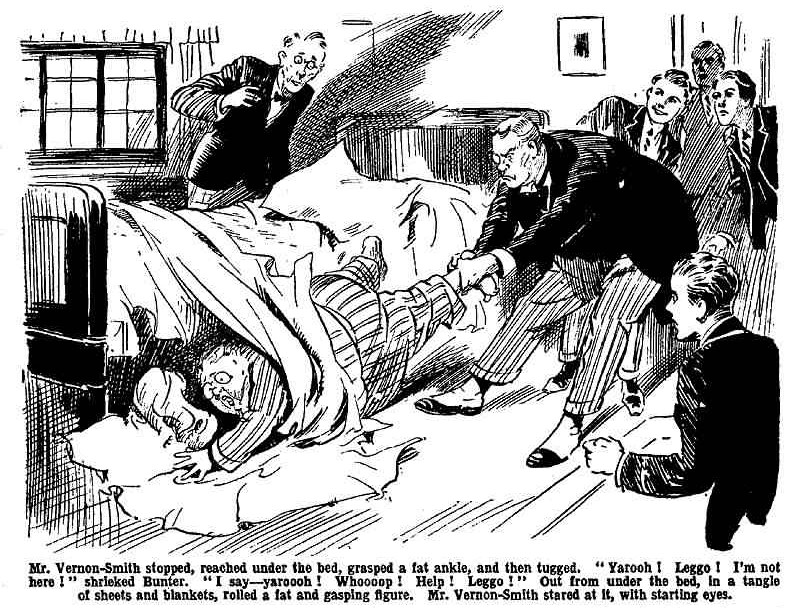 Mr. Vernon-Smith stopped, reached under the bed, grasped a fat ankle, and then tugged. "Yarooh! Leggo! I'm not
here!" shrieked Bunter. "I say—yaroooh! Whoooop! Help! Leggo!" Out from under the bed, in a tangle
of sheets and blankets, rolled a fat and gasping figure. Mr. Vernon-Smith stared at it, with starting eyes.